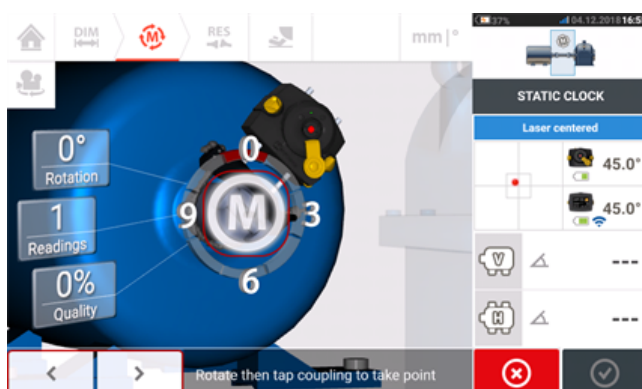 DIM
M
RES
mm | °
37%
04.12.2018 16:5
M
STATIC CLOCK
Laser centered
45.0°
45.0°
0°
Rotation
1
Readings
0%
Quality
0
9
M
3
6
V
---
H
---
Rotate then tap coupling to take point